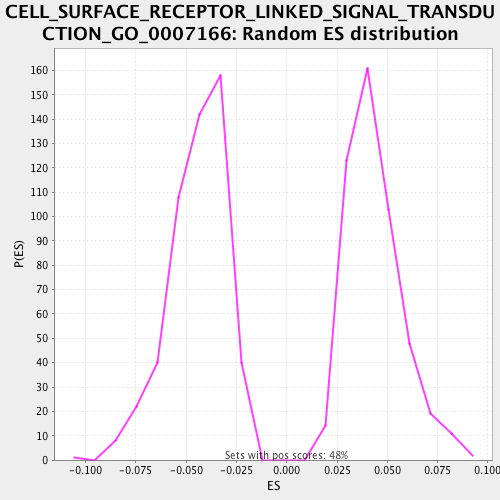 CELL_SURFACE_RECEPTOR_LINKED_SIGNAL_TRANSDU
CTION_GO_0007166: Random ES distribution
160
150
140
130
120
110
100
90
80
70
60
50
40
30
20
10
0
P(ES)
Sets with pos scores: 48%
-0.100 -0.075 -0.050 -0.025 0.000 0.025 0.050 0.075 0.100
ES